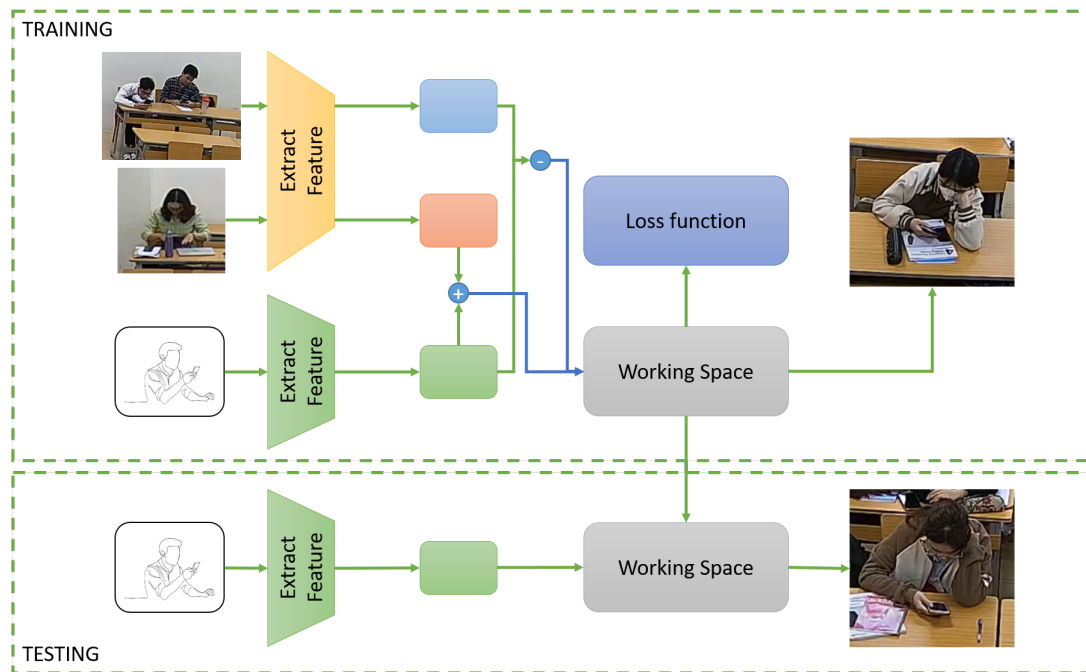 TRAINING
Extract
Feature
-
Loss function
+
Extract
Feature
Working Space
Extract
Feature
Working Space
TESTING